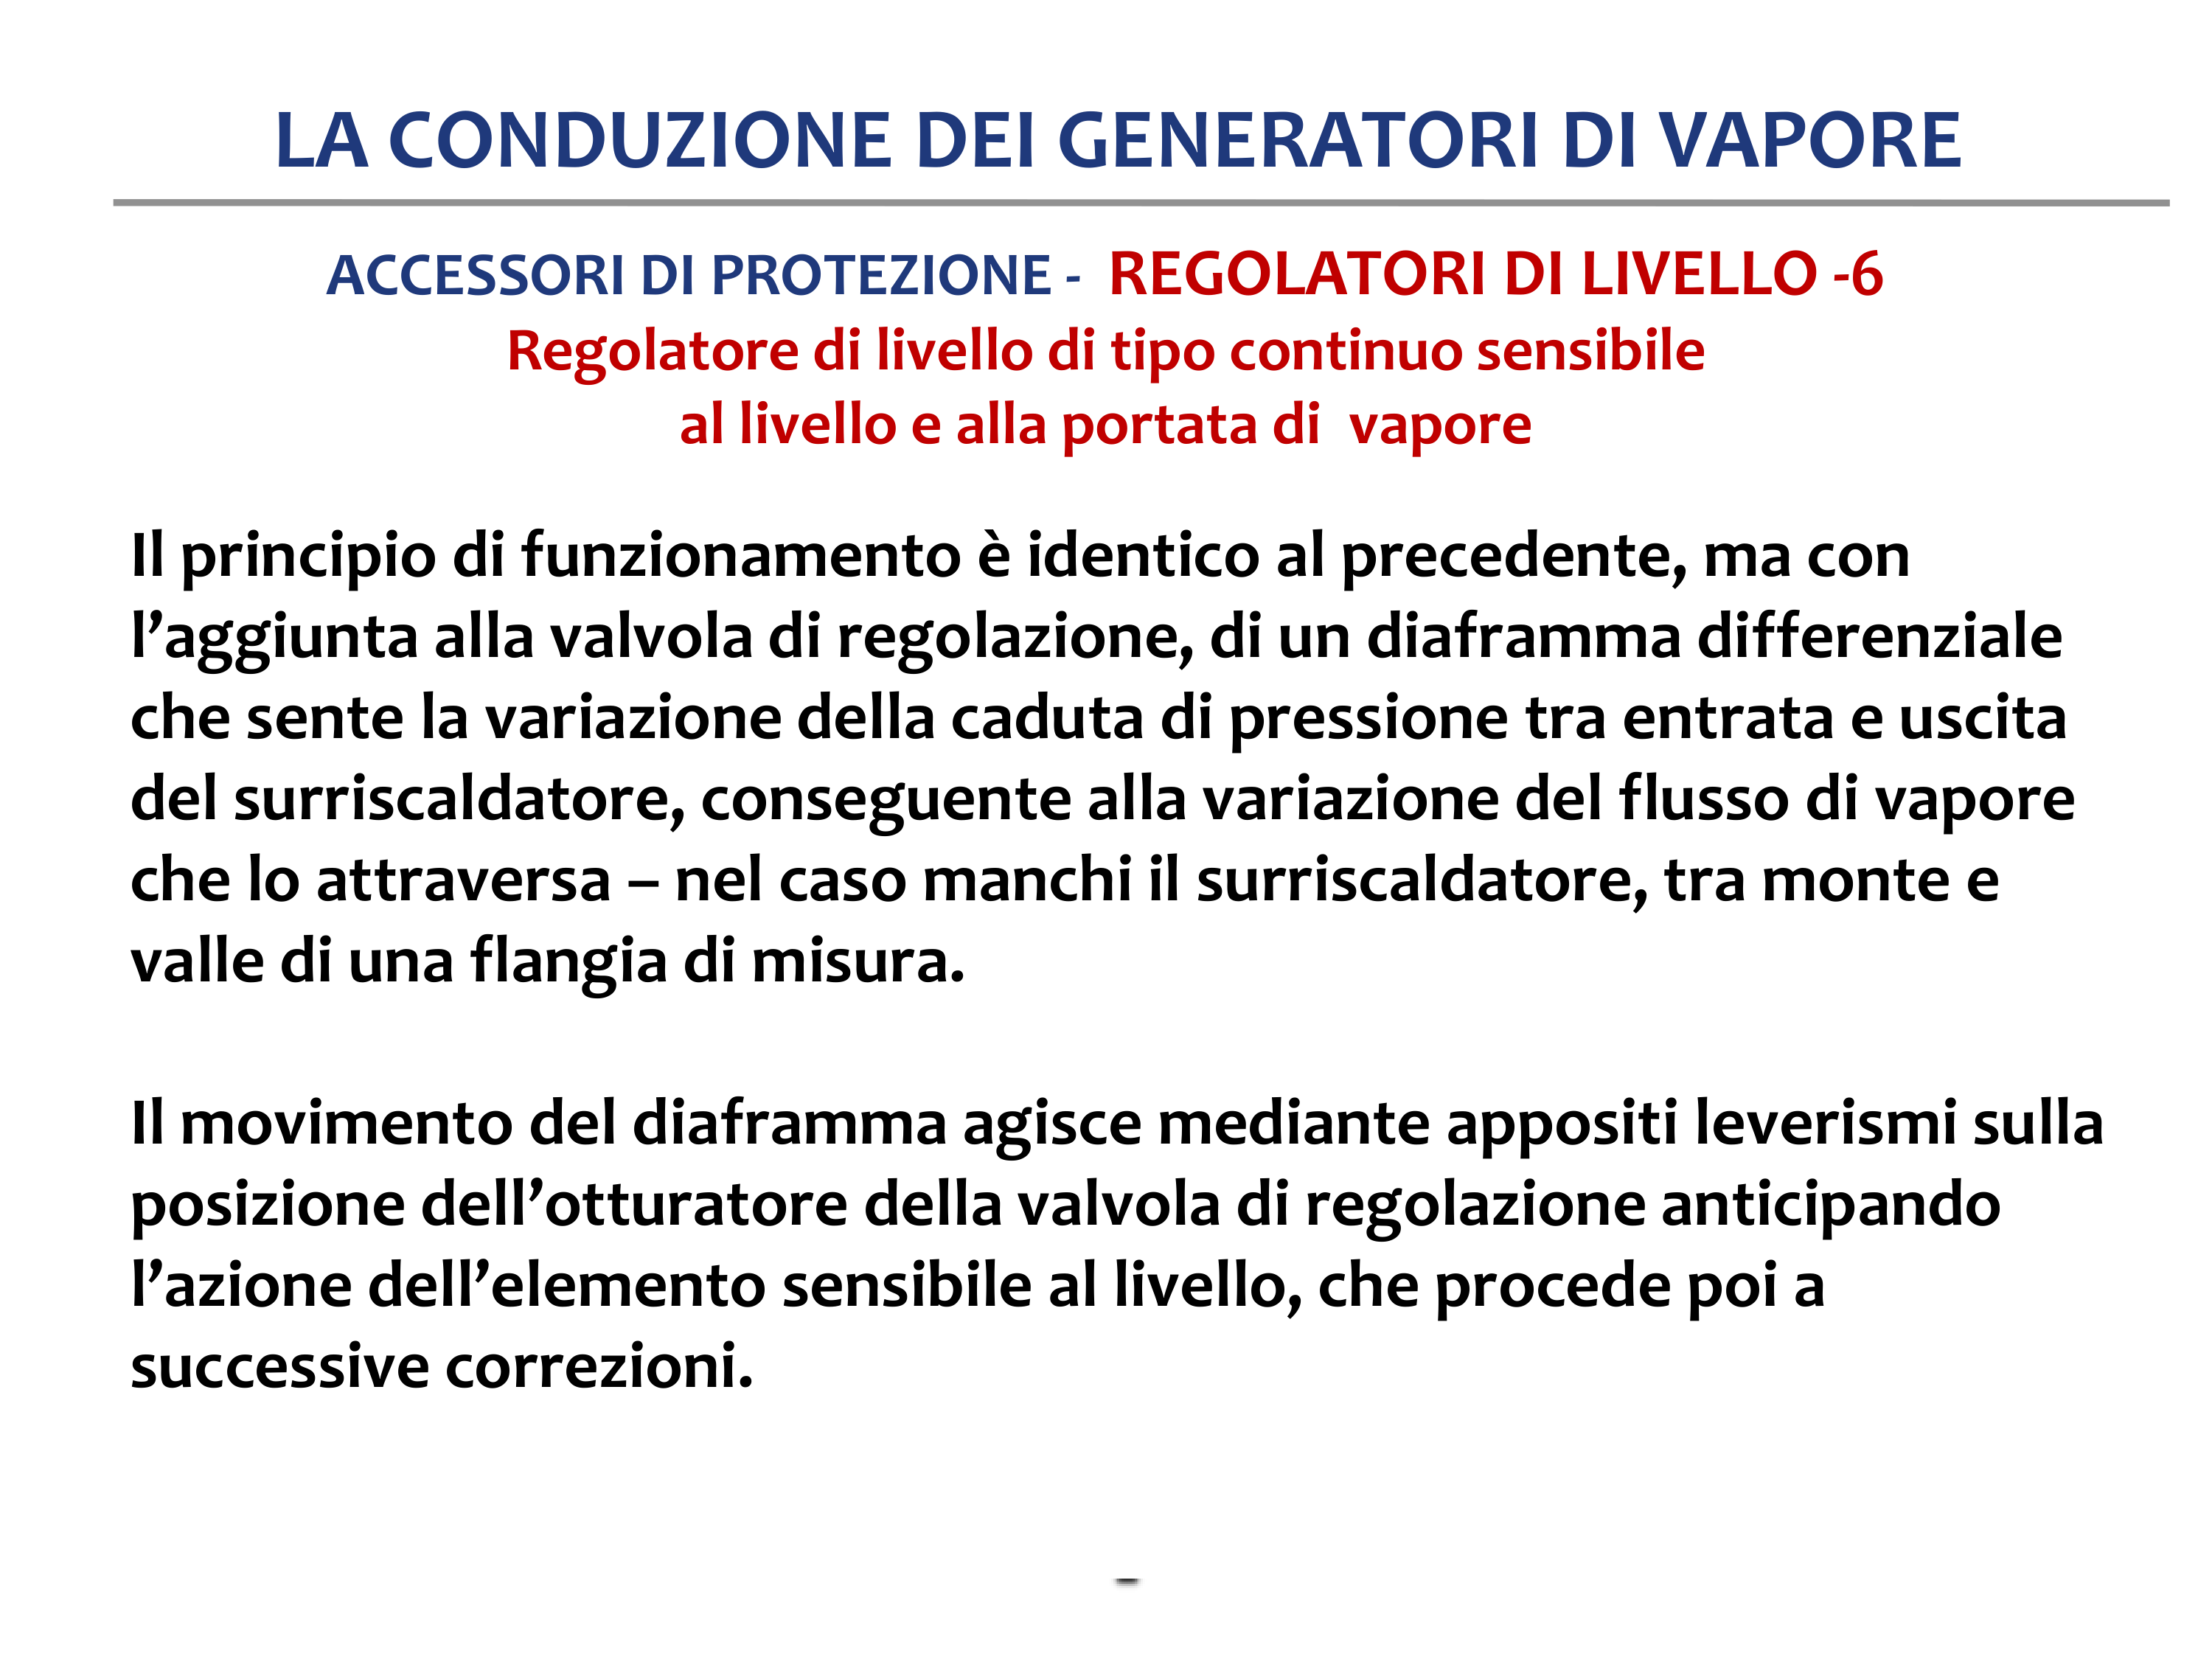 LA CONDUZIONE DEI GENERATORI DI VAPORE
ACCESSORI DI PROTEZIONE - REGOLATORI DI LIVELLO -6
Regolatore di livello di tipo continuo sensibile
al livello e alla portata di vapore
Il principio di funzionamento è identico al precedente, ma con
l’aggiunta alla valvola di regolazione, di un diaframma differenziale
che sente la variazione della caduta di pressione tra entrata e uscita
del surriscaldatore, conseguente alla variazione del flusso di vapore
che lo attraversa – nel caso manchi il surriscaldatore, tra monte e
valle di una flangia di misura.
Il movimento del diaframma agisce mediante appositi leverismi sulla
posizione dell’otturatore della valvola di regolazione anticipando
l’azione dell’elemento sensibile al livello, che procede poi a
successive correzioni.